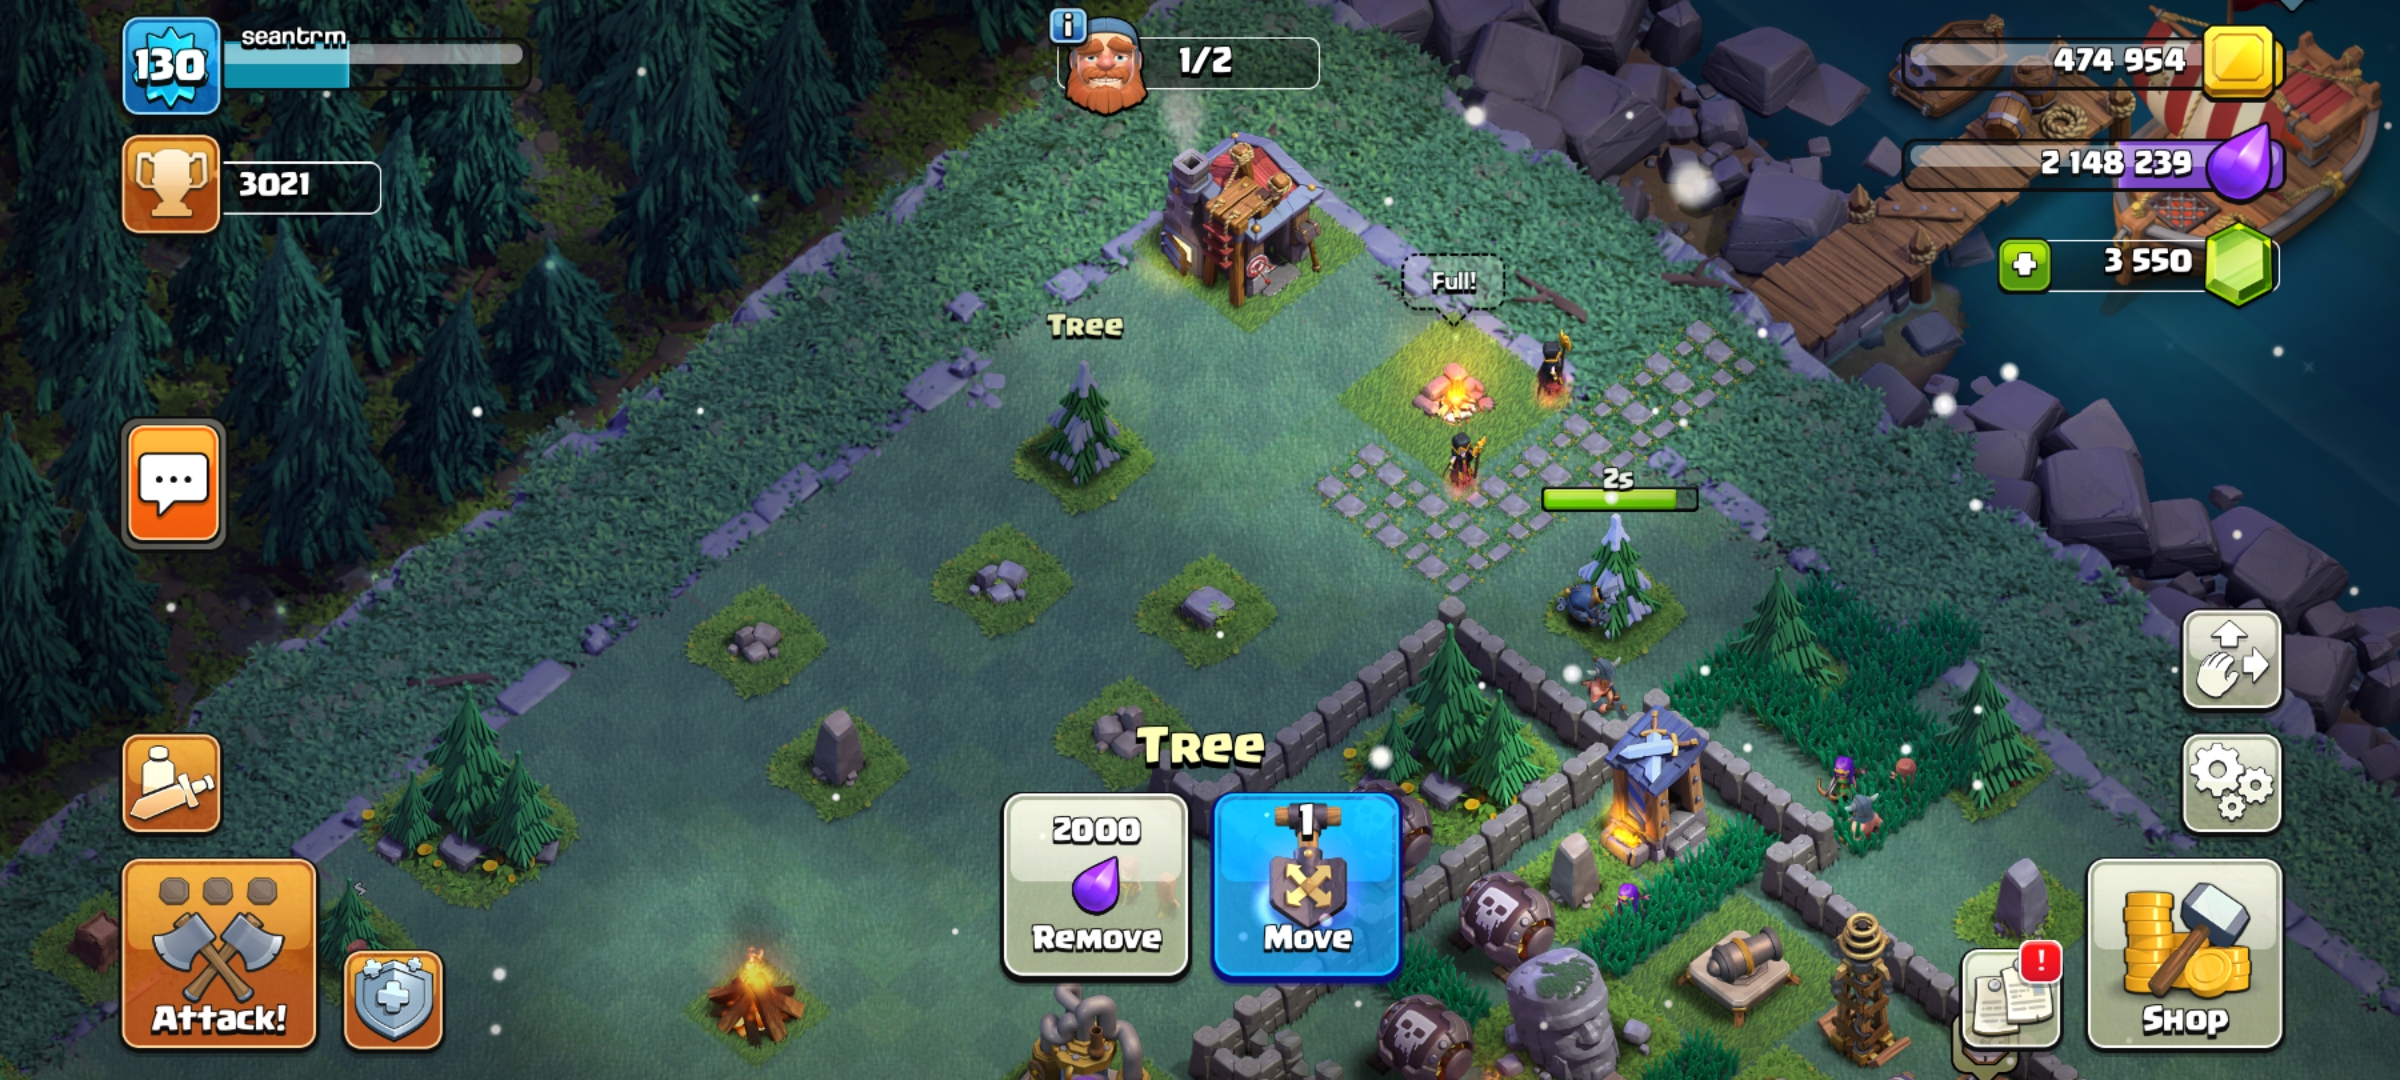 130
seantrm
i
1/2
474 954
3021
2 148 239
3 550
Full!
Tree
2s
Tree
2000
1
Remove
Move
Attack!
!
Shop